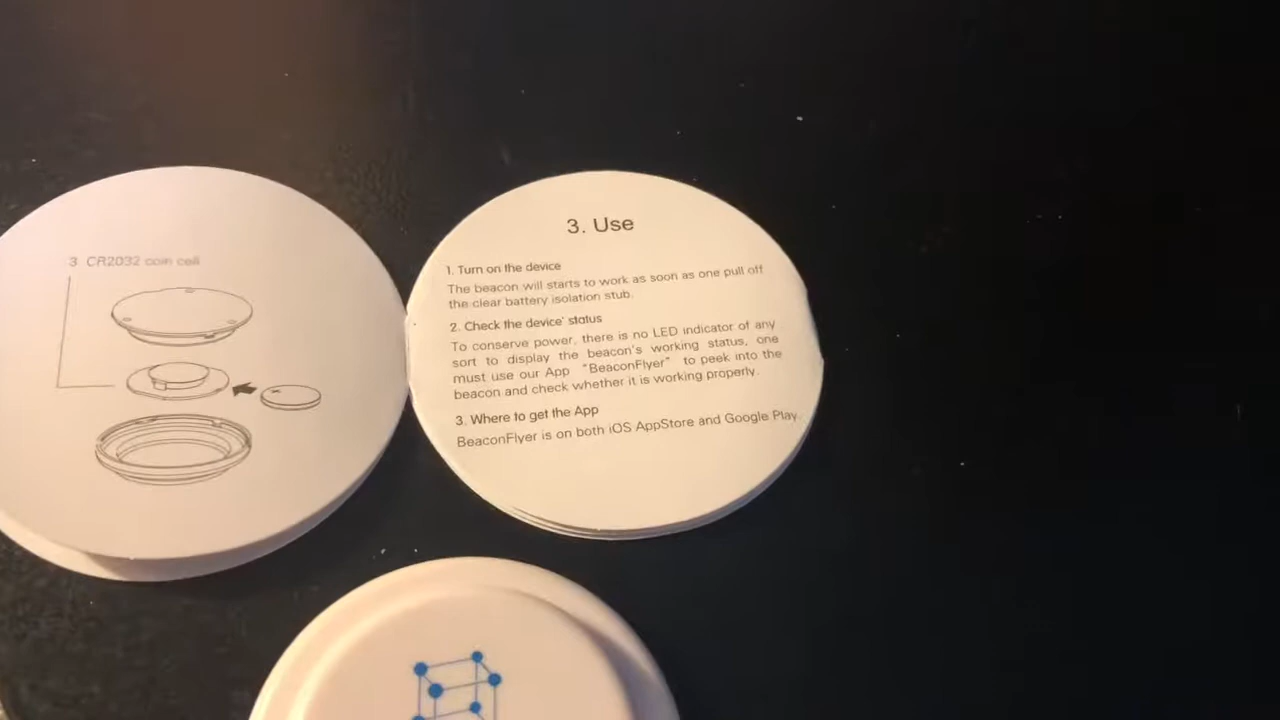 3 CR2032 coin cell
3. Use
1. Turn on the device
The beacon will starts to work as soon as one pull off
the clear battery isolation stub.
2. Check the device' status
To conserve power, there is no LED indicator of any
sort to display the beacon's working status, one
must use our App "BeaconFlyer" to peek into the
beacon and check whether it is working properly.
3. Where to get the App
BeaconFlyer is on both iOS AppStore and Google Play.